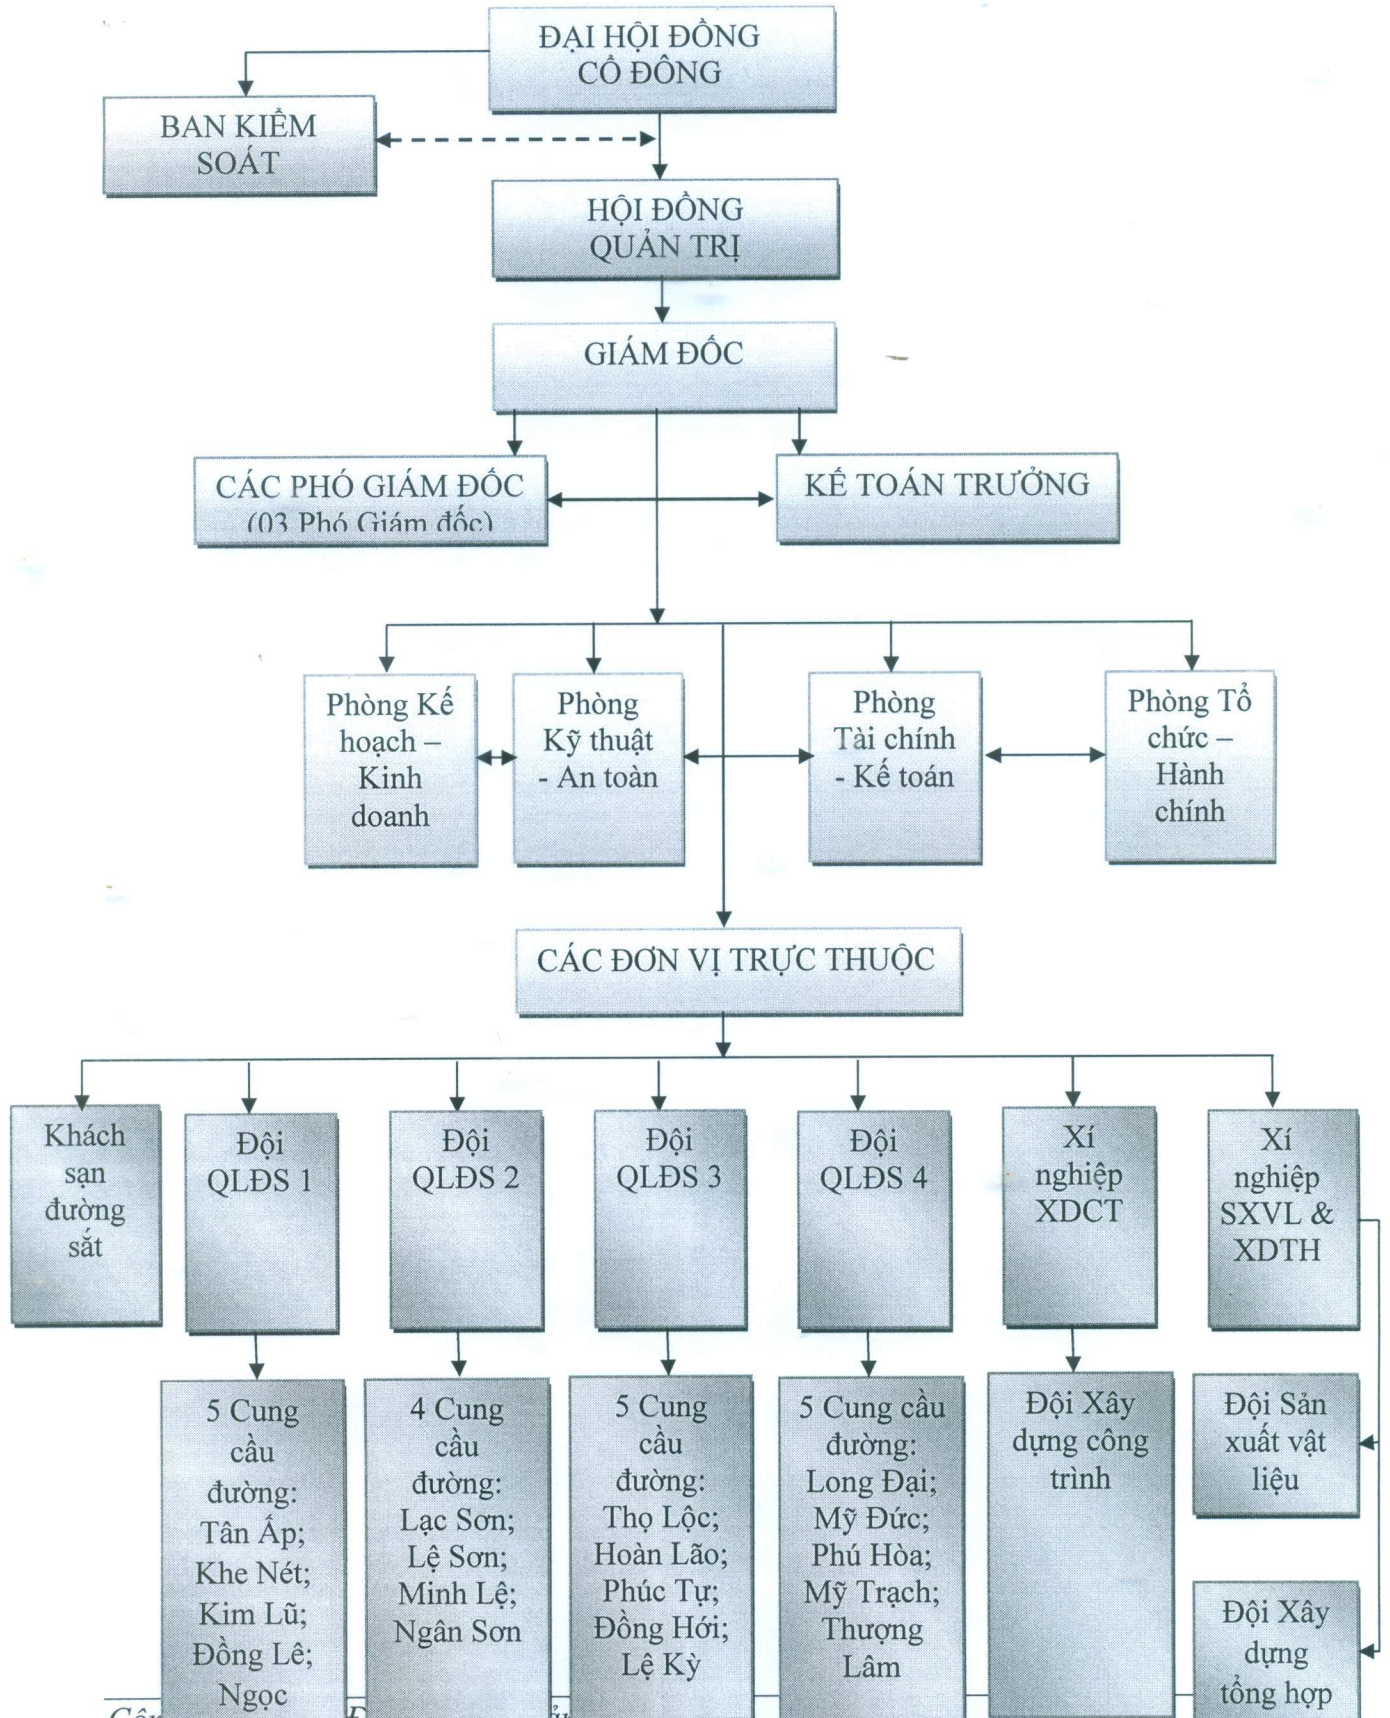 ĐẠI HỘI ĐỒNG
CỔ ĐÔNG
BAN KIỂM
SOÁT
HỘI ĐỒNG
QUẢN TRỊ
GIÁM ĐỐC
CÁC PHÓ GIÁM ĐỐC
(03 Phó Giám đốc)
KẾ TOÁN TRƯỞNG
Phòng Kế
hoạch –
Kinh
doanh
Phòng
Kỹ thuật
- An toàn
Phòng
Tài chính
- Kế toán
Phòng Tổ
chức –
Hành
chính
CÁC ĐƠN VỊ TRỰC THUỘC
Khách
sạn
đường
sắt
Đội
QLĐS 1
Đội
QLĐS 2
Đội
QLĐS 3
Đội
QLĐS 4
Xí
nghiệp
XDCT
Xí
nghiệp
SXVL &
XDTH
5 Cung
cầu
đường:
Tân Ấp;
Khe Nét;
Kim Lũ;
Đồng Lê;
Ngọc
4 Cung
cầu
đường:
Lạc Sơn;
Lệ Sơn;
Minh Lệ;
Ngân Sơn
5 Cung
cầu
đường:
Thọ Lộc;
Hoàn Lão;
Phúc Tự;
Đồng Hới;
Lệ Kỳ
5 Cung cầu
đường:
Long Đại;
Mỹ Đức;
Phú Hòa;
Mỹ Trạch;
Thượng
Lâm
Đội Xây
dựng công
trình
Đội Sản
xuất vật
liệu
Đội Xây
dựng
tổng hợp